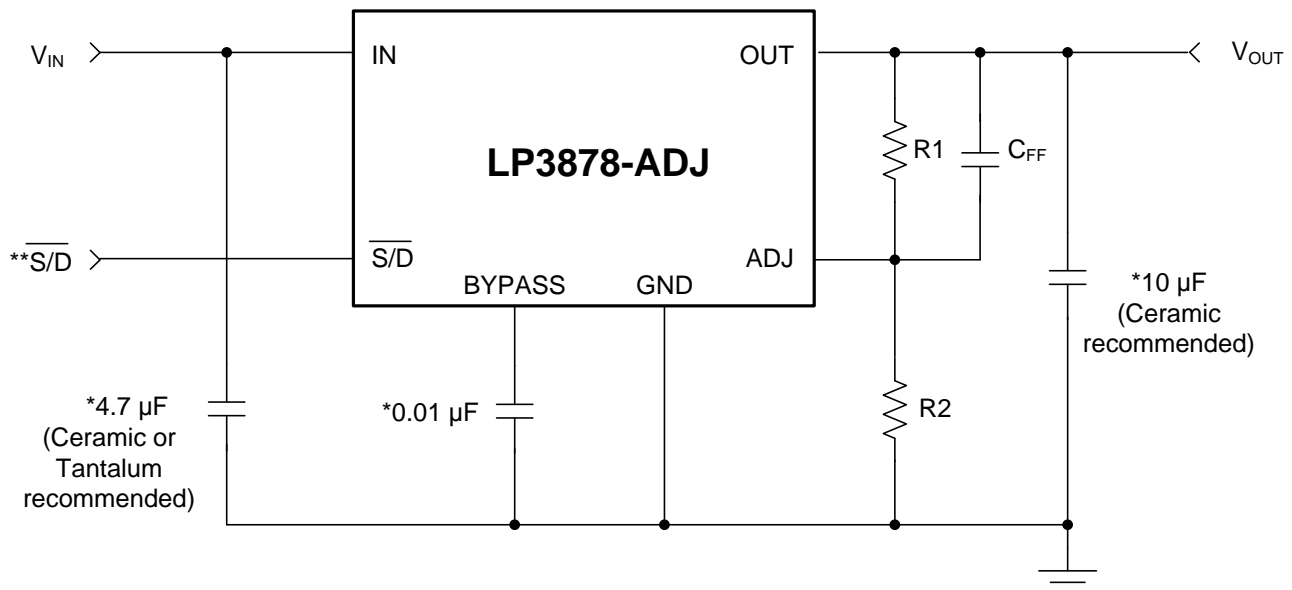 V_IN
IN
OUT
V_OUT
LP3878-ADJ
R1
C_FF
**S̅/̅D̅
S̅/̅D̅
ADJ
BYPASS
GND
*10 µF
(Ceramic
recommended)
*4.7 µF
(Ceramic or
Tantalum
recommended)
*0.01 µF
R2